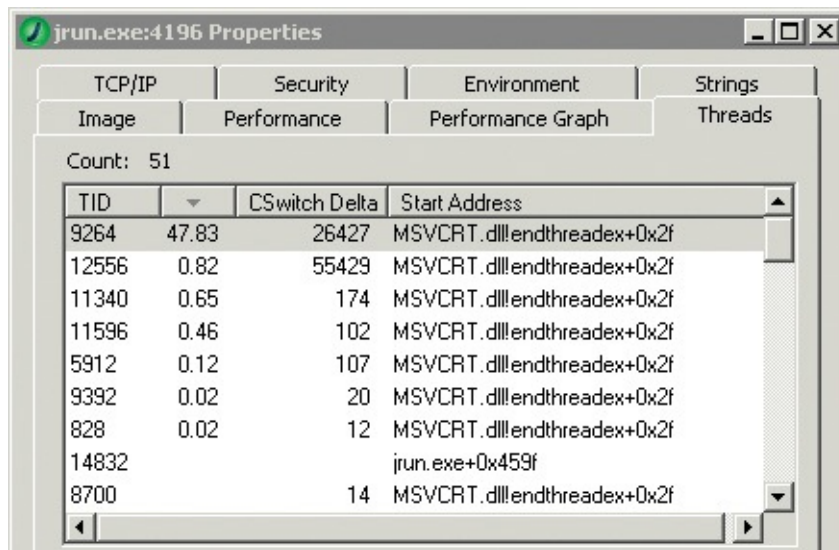 jrun.exe:4196 Properties
TCP/IP Security Environment Strings
Image Performance Performance Graph Threads
Count: 51
TID CSwitch Delta Start Address
9264 47.83 26427 MSVCRT.dll!endthreadex+0x2f
12556 0.82 55429 MSVCRT.dll!endthreadex+0x2f
11340 0.65 174 MSVCRT.dll!endthreadex+0x2f
11596 0.46 102 MSVCRT.dll!endthreadex+0x2f
5912 0.12 107 MSVCRT.dll!endthreadex+0x2f
9392 0.02 20 MSVCRT.dll!endthreadex+0x2f
828 0.02 12 MSVCRT.dll!endthreadex+0x2f
14832 jrun.exe+0x459f
8700 14 MSVCRT.dll!endthreadex+0x2f